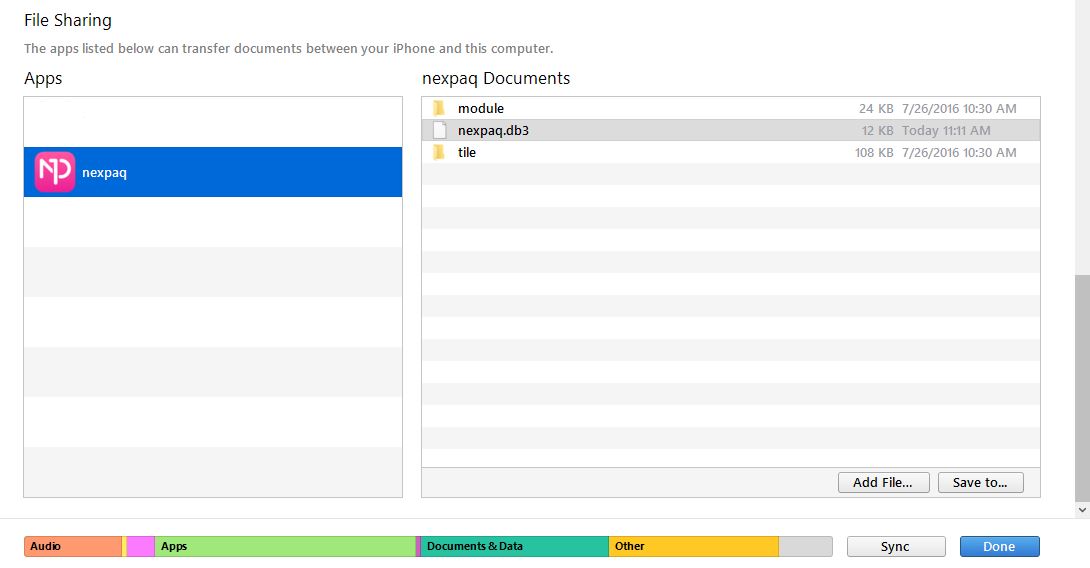 File Sharing
The apps listed below can transfer documents between your iPhone and this computer.
Apps
nexpaq Documents
module 24 KB 7/26/2016 10:30 AM
nexpaq.db3 12 KB Today 11:11 AM
tile 108 KB 7/26/2016 10:30 AM
nexpaq
Add File...
Save to...
Audio
Apps
Documents & Data
Other
Sync
Done